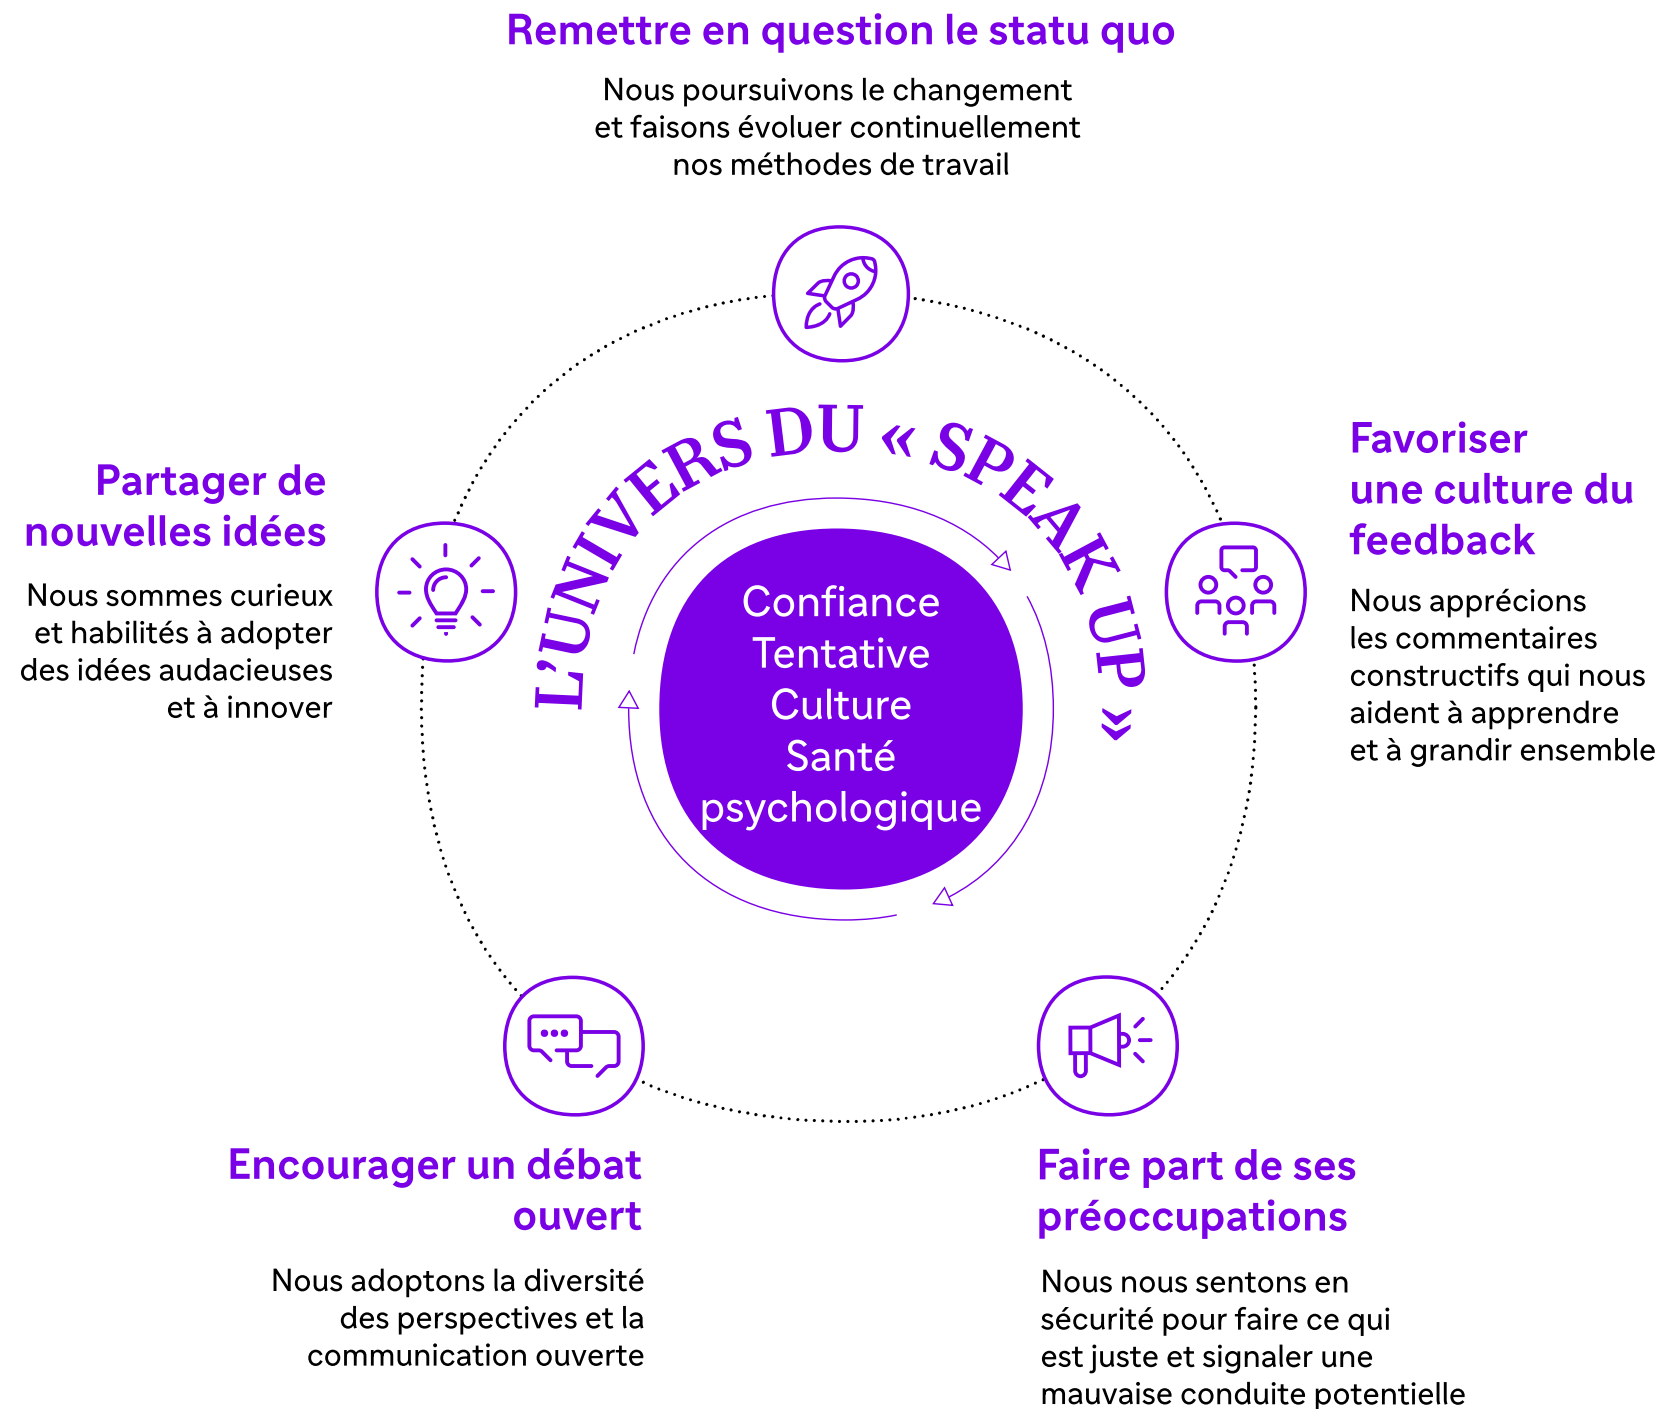 Remettre en question le statu quo
Nous poursuivons le changement
et faisons évoluer continuellement
nos méthodes de travail
L’UNIVERS DU « SPEAK UP »
Confiance
Tentative
Culture
Santé
psychologique
Partager de
nouvelles idées
Nous sommes curieux
et habilités à adopter
des idées audacieuses
et à innover
Favoriser
une culture du
feedback
Nous apprécions
les commentaires
constructifs qui nous
aident à apprendre
et à grandir ensemble
Encourager un débat
ouvert
Nous adoptons la diversité
des perspectives et la
communication ouverte
Faire part de ses
préoccupations
Nous nous sentons en
sécurité pour faire ce qui
est juste et signaler une
mauvaise conduite potentielle